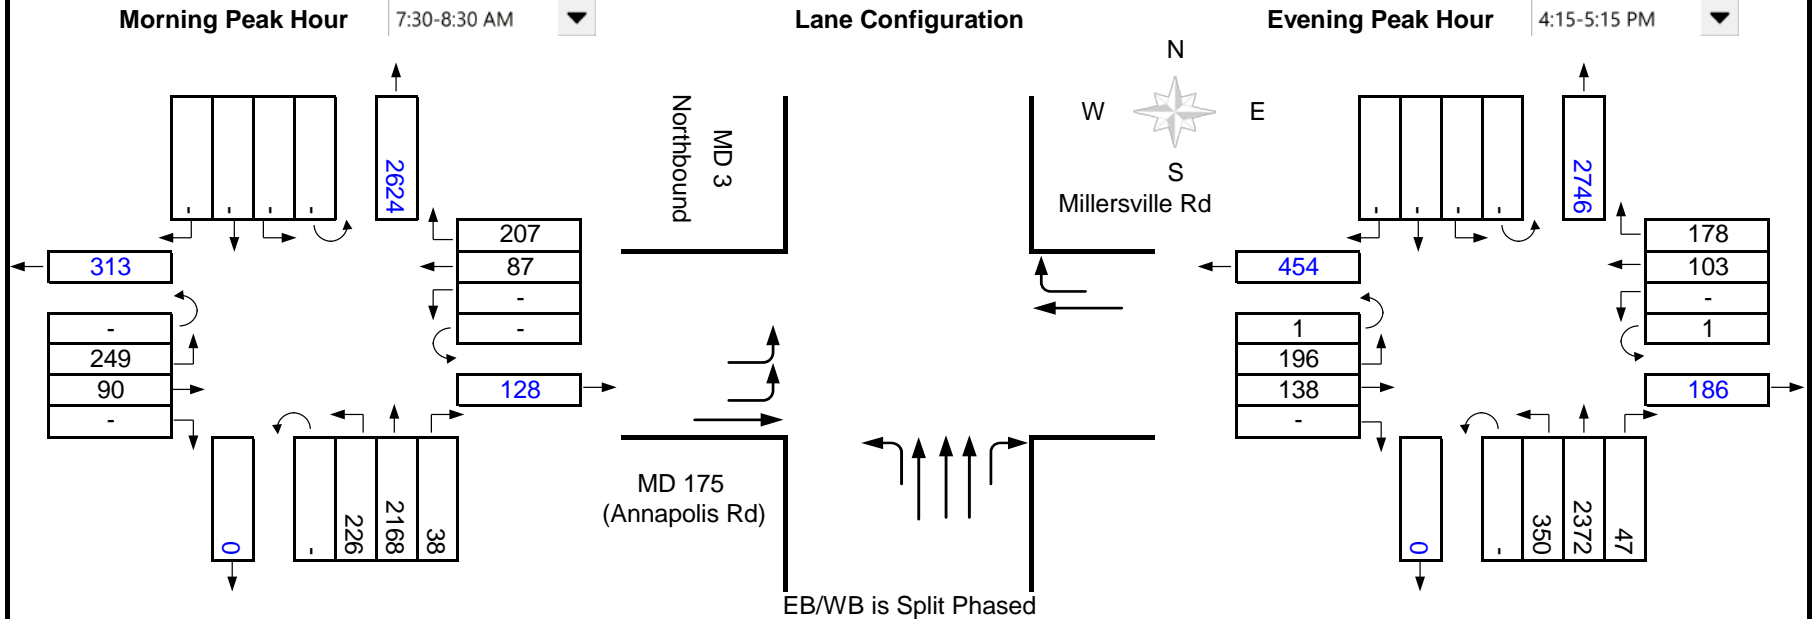 Morning Peak Hour 7:30-8:30 AM
Lane Configuration
Evening Peak Hour 4:15-5:15 PM
2624
- - - -
313
207
87
-
-
-
249
90
-
128
0
- 226 2168 38
MD 3
Northbound
N
W E
S
Millersville Rd
MD 175
(Annapolis Rd)
EB/WB is Split Phased
2746
- - - -
454
178
103
-
1
1
196
138
-
186
0
- 350 2372 47